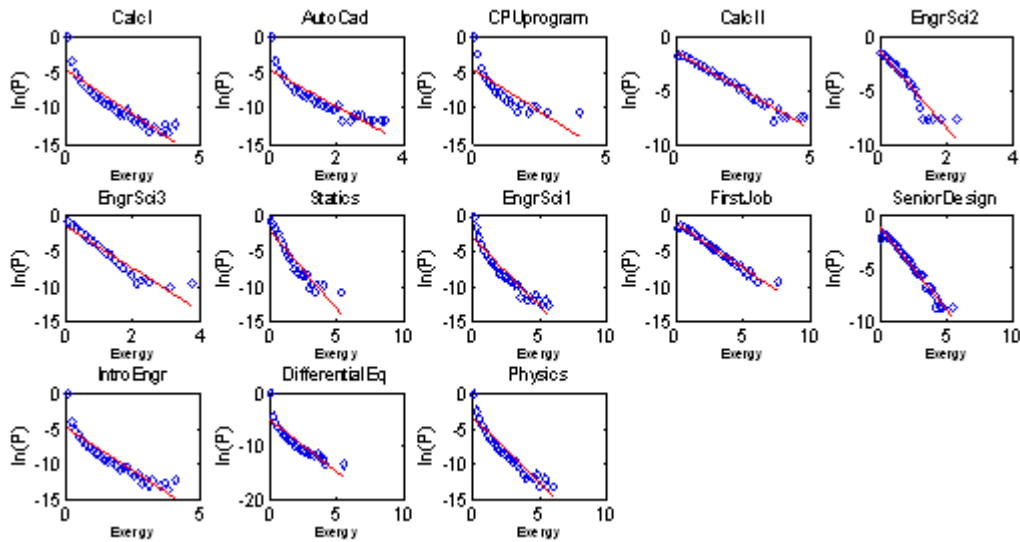 CalcI
AutoCad
CPUprogram
CalcII
EngrSci2
0
-5
-10
-15
ln(P)
0
5
Exergy
0
-5
-10
-15
ln(P)
0
2
4
Exergy
0
-5
-10
-15
ln(P)
0
5
Exergy
0
-5
-10
ln(P)
0
5
Exergy
0
-5
-10
ln(P)
0
2
4
Exergy
EngrSci3
Statics
EngrSci1
FirstJob
SeniorDesign
0
-5
-10
-15
ln(P)
0
2
4
Exergy
0
-5
-10
-15
ln(P)
0
5
10
Exergy
0
-5
-10
-15
ln(P)
0
5
10
Exergy
0
-5
-10
-15
ln(P)
0
5
10
Exergy
0
-5
-10
ln(P)
0
5
10
Exergy
IntroEngr
DifferentialEq
Physics
0
-5
-10
-15
ln(P)
0
5
Exergy
0
-10
-20
ln(P)
0
5
10
Exergy
0
-5
-10
-15
ln(P)
0
5
10
Exergy